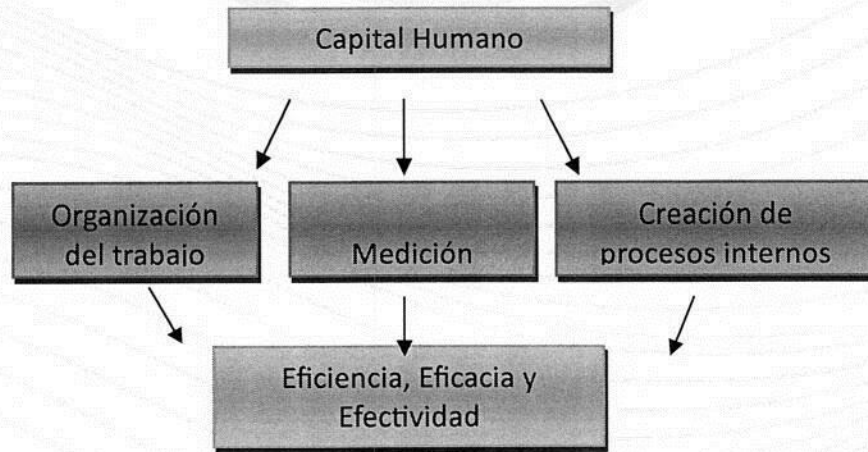 Capital Humano
Organización
del trabajo
Medición
Creación de
procesos internos
Eficiencia, Eficacia y
Efectividad